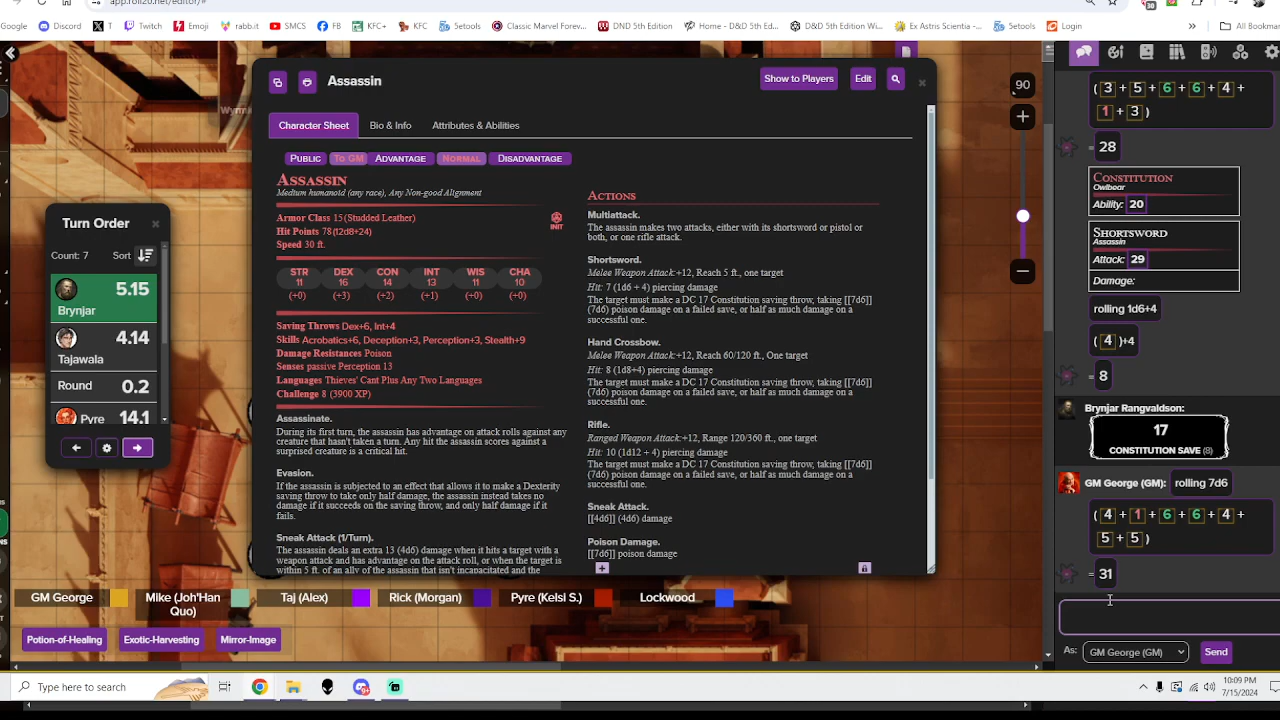 app.roll20.net/editor/#
Google
Discord
T
Twitch
Emoji
rabb.it
SMCS
FB
KFC+
KFC
5etools
Classic Marvel Forev...
DND 5th Edition
Home - D&D 5th Edi...
D&D 5th Edition Wi...
Ex Astris Scientia -...
5etools
Login
»
All Bookmar
Assassin
Show to Players
Edit
90
Character Sheet
Bio & Info
Attributes & Abilities
PUBLIC
To GM
ADVANTAGE
NORMAL
DISADVANTAGE
ASSASSIN
Medium humanoid (any race), Any Non-good Alignment
Armor Class 15 (Studded Leather)
Hit Points 78 (12d8+24)
Speed 30 ft.
INIT
STR DEX CON INT WIS CHA
11 16 14 13 11 10
(+0) (+3) (+2) (+1) (+0) (+0)
Saving Throws Dex+6, Int+4
Skills Acrobatics+6, Deception+3, Perception+3, Stealth+9
Damage Resistances Poison
Senses passive Perception 13
Languages Thieves' Cant Plus Any Two Languages
Challenge 8 (3900 XP)
Assassinate.
During its first turn, the assassin has advantage on attack rolls against any
creature that hasn't taken a turn. Any hit the assassin scores against a
surprised creature is a critical hit.
Evasion.
If the assassin is subjected to an effect that allows it to make a Dexterity
saving throw to take only half damage, the assassin instead takes no
damage if it succeeds on the saving throw, and only half damage if it
fails.
Sneak Attack (1/Turn).
The assassin deals an extra 13 (4d6) damage when it hits a target with a
weapon attack and has advantage on the attack roll, or when the target is
within 5 ft. of an ally of the assassin that isn't incapacitated and the
ACTIONS
Multiattack.
The assassin makes two attacks, either with its shortsword or pistol or
both, or one rifle attack.
Shortsword.
Melee Weapon Attack:+12, Reach 5 ft., one target
Hit: 7 (1d6 + 4) piercing damage
The target must make a DC 17 Constitution saving throw, taking [[7d6]]
(7d6) poison damage on a failed save, or half as much damage on a
successful one.
Hand Crossbow.
Melee Weapon Attack:+12, Reach 60/120 ft., One target
Hit: 8 (1d8+4) piercing damage
The target must make a DC 17 Constitution saving throw, taking [[7d6]]
(7d6) poison damage on a failed save, or half as much damage on a
successful one.
Rifle.
Ranged Weapon Attack:+12, Range 120/360 ft., one target
Hit: 10 (1d12 + 4) piercing damage
The target must make a DC 17 Constitution saving throw, taking [[7d6]]
(7d6) poison damage on a failed save, or half as much damage on a
successful one.
Sneak Attack.
[[4d6]] (4d6) damage
Poison Damage.
[[7d6]] poison damage
Turn Order
Count: 7 Sort
5.15
Brynjar
4.14
Tajawala
Round 0.2
Pyre 14.1
(3+5+6+6+4+
1+3)
=28
CONSTITUTION
Owlbear
Ability: 20
SHORTSWORD
Assassin
Attack: 29
Damage:
rolling 1d6+4
(4)+4
=8
Brynjar Rangvaldson:
17
CONSTITUTION SAVE (8)
GM George (GM): rolling 7d6
(4+1+6+6+4+
5+5)
=31
As: GM George (GM)
Send
GM George
Mike (Joh'Han
Quo)
Taj (Alex)
Rick (Morgan)
Pyre (Kelsi S.)
Lockwood
Potion-of-Healing
Exotic-Harvesting
Mirror-Image
Type here to search
10:09 PM
7/15/2024